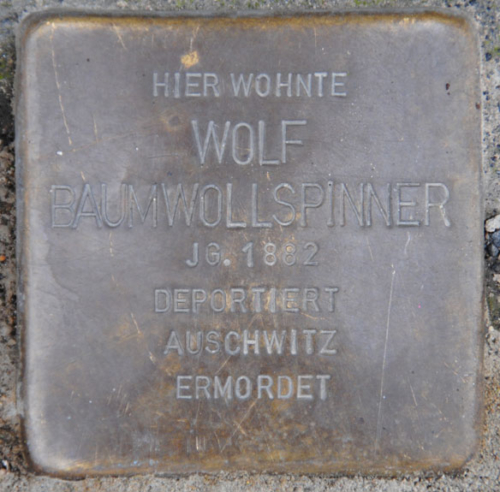 HIER WOHNTE
WOLF
BAUMWOLLSPINNER
JG. 1882
DEPORTIERT
AUSCHWITZ
ERMORDET